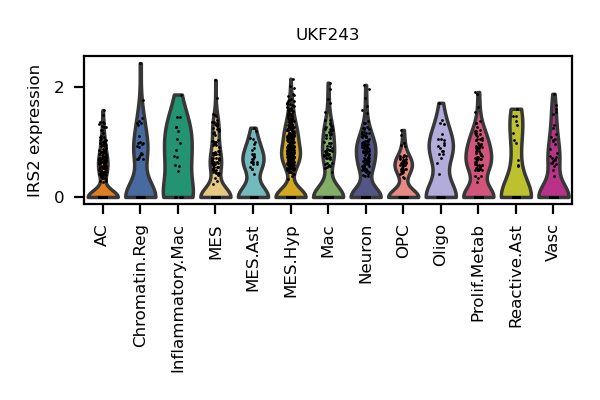 UKF243
IRS2 expression
2
0
AC
Chromatin.Reg
Inflammatory.Mac
MES
MES.Ast
MES.Hyp
Mac
Neuron
OPC
Oligo
Prolif.Metab
Reactive.Ast
Vasc